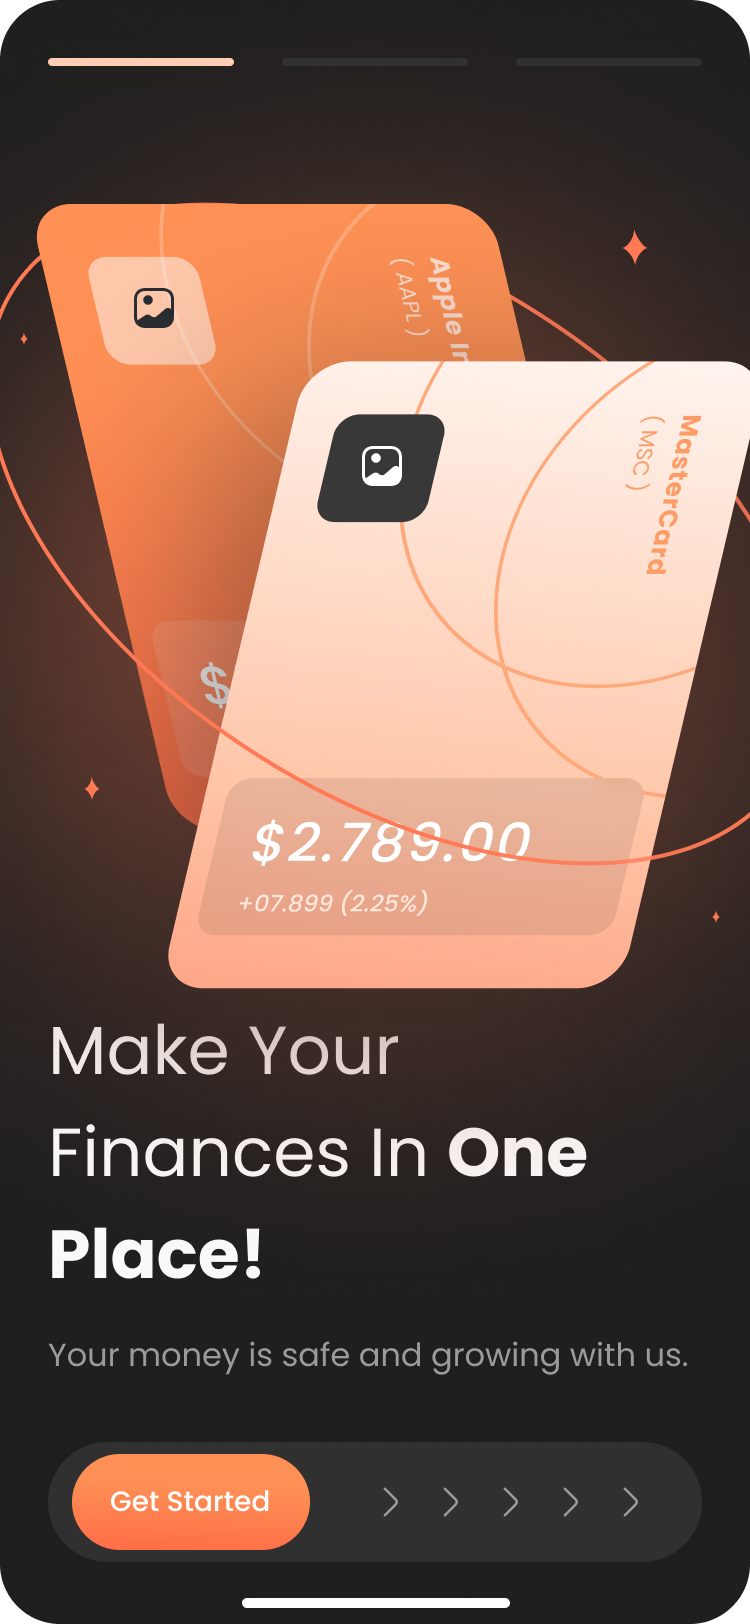 Apple In
( AAPL )
MasterCard
( MSC )
$
$2.789.00
+07.899 (2.25%)
Make Your
Finances In One
Place!
Your money is safe and growing with us.
Get Started